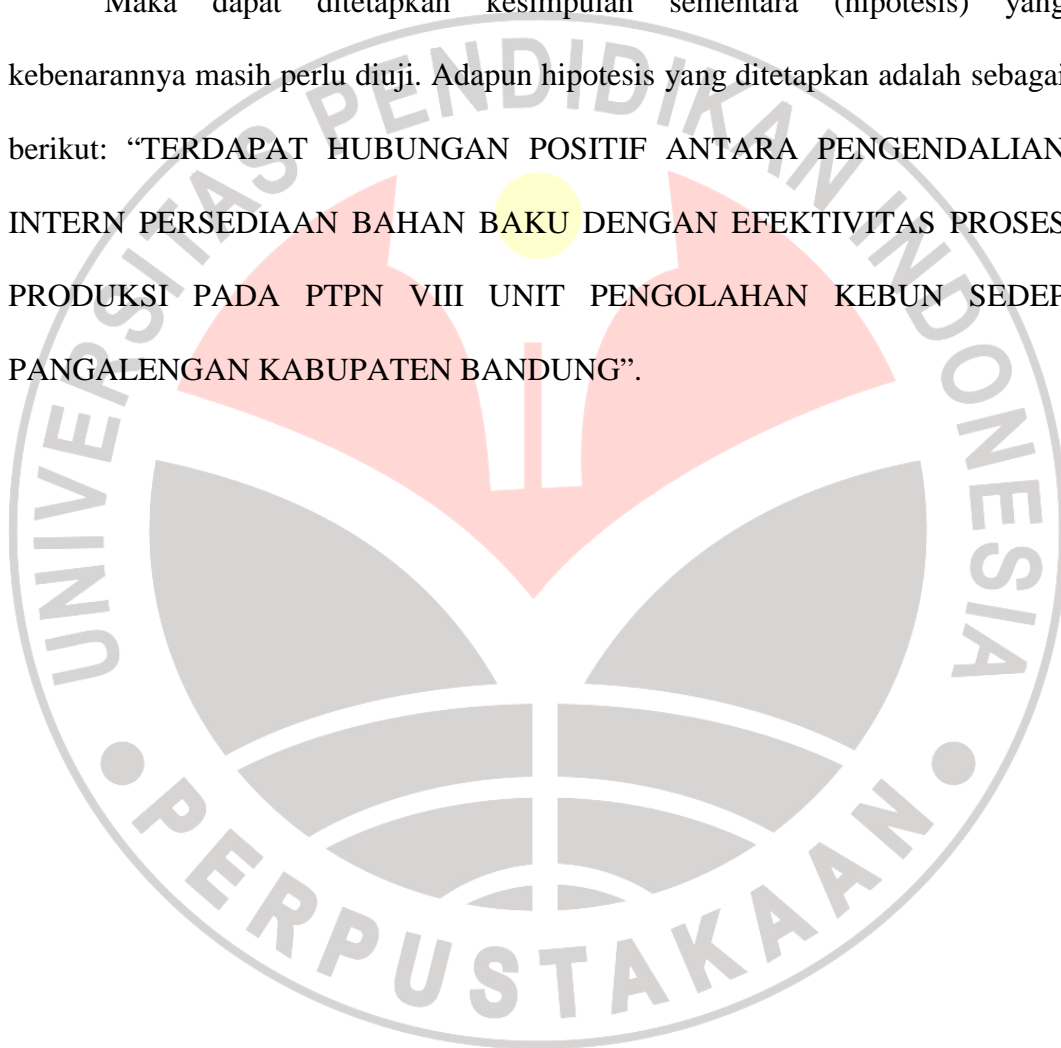 Maka dapat ditetapkan kesimpulan sementara (hipotesis) yang
kebenarannya masih perlu diuji. Adapun hipotesis yang ditetapkan adalah sebagai
berikut: “TERDAPAT HUBUNGAN POSITIF ANTARA PENGENDALIAN
INTERN PERSEDIAAN BAHAN BAKU DENGAN EFEKTIVITAS PROSES
PRODUKSI PADA PTPN VIII UNIT PENGOLAHAN KEBUN SEDEP
PANGALENGAN KABUPATEN BANDUNG”.
UNIVERSITAS PENDIDIKAN INDONESIA
PERPUSTAKAAN